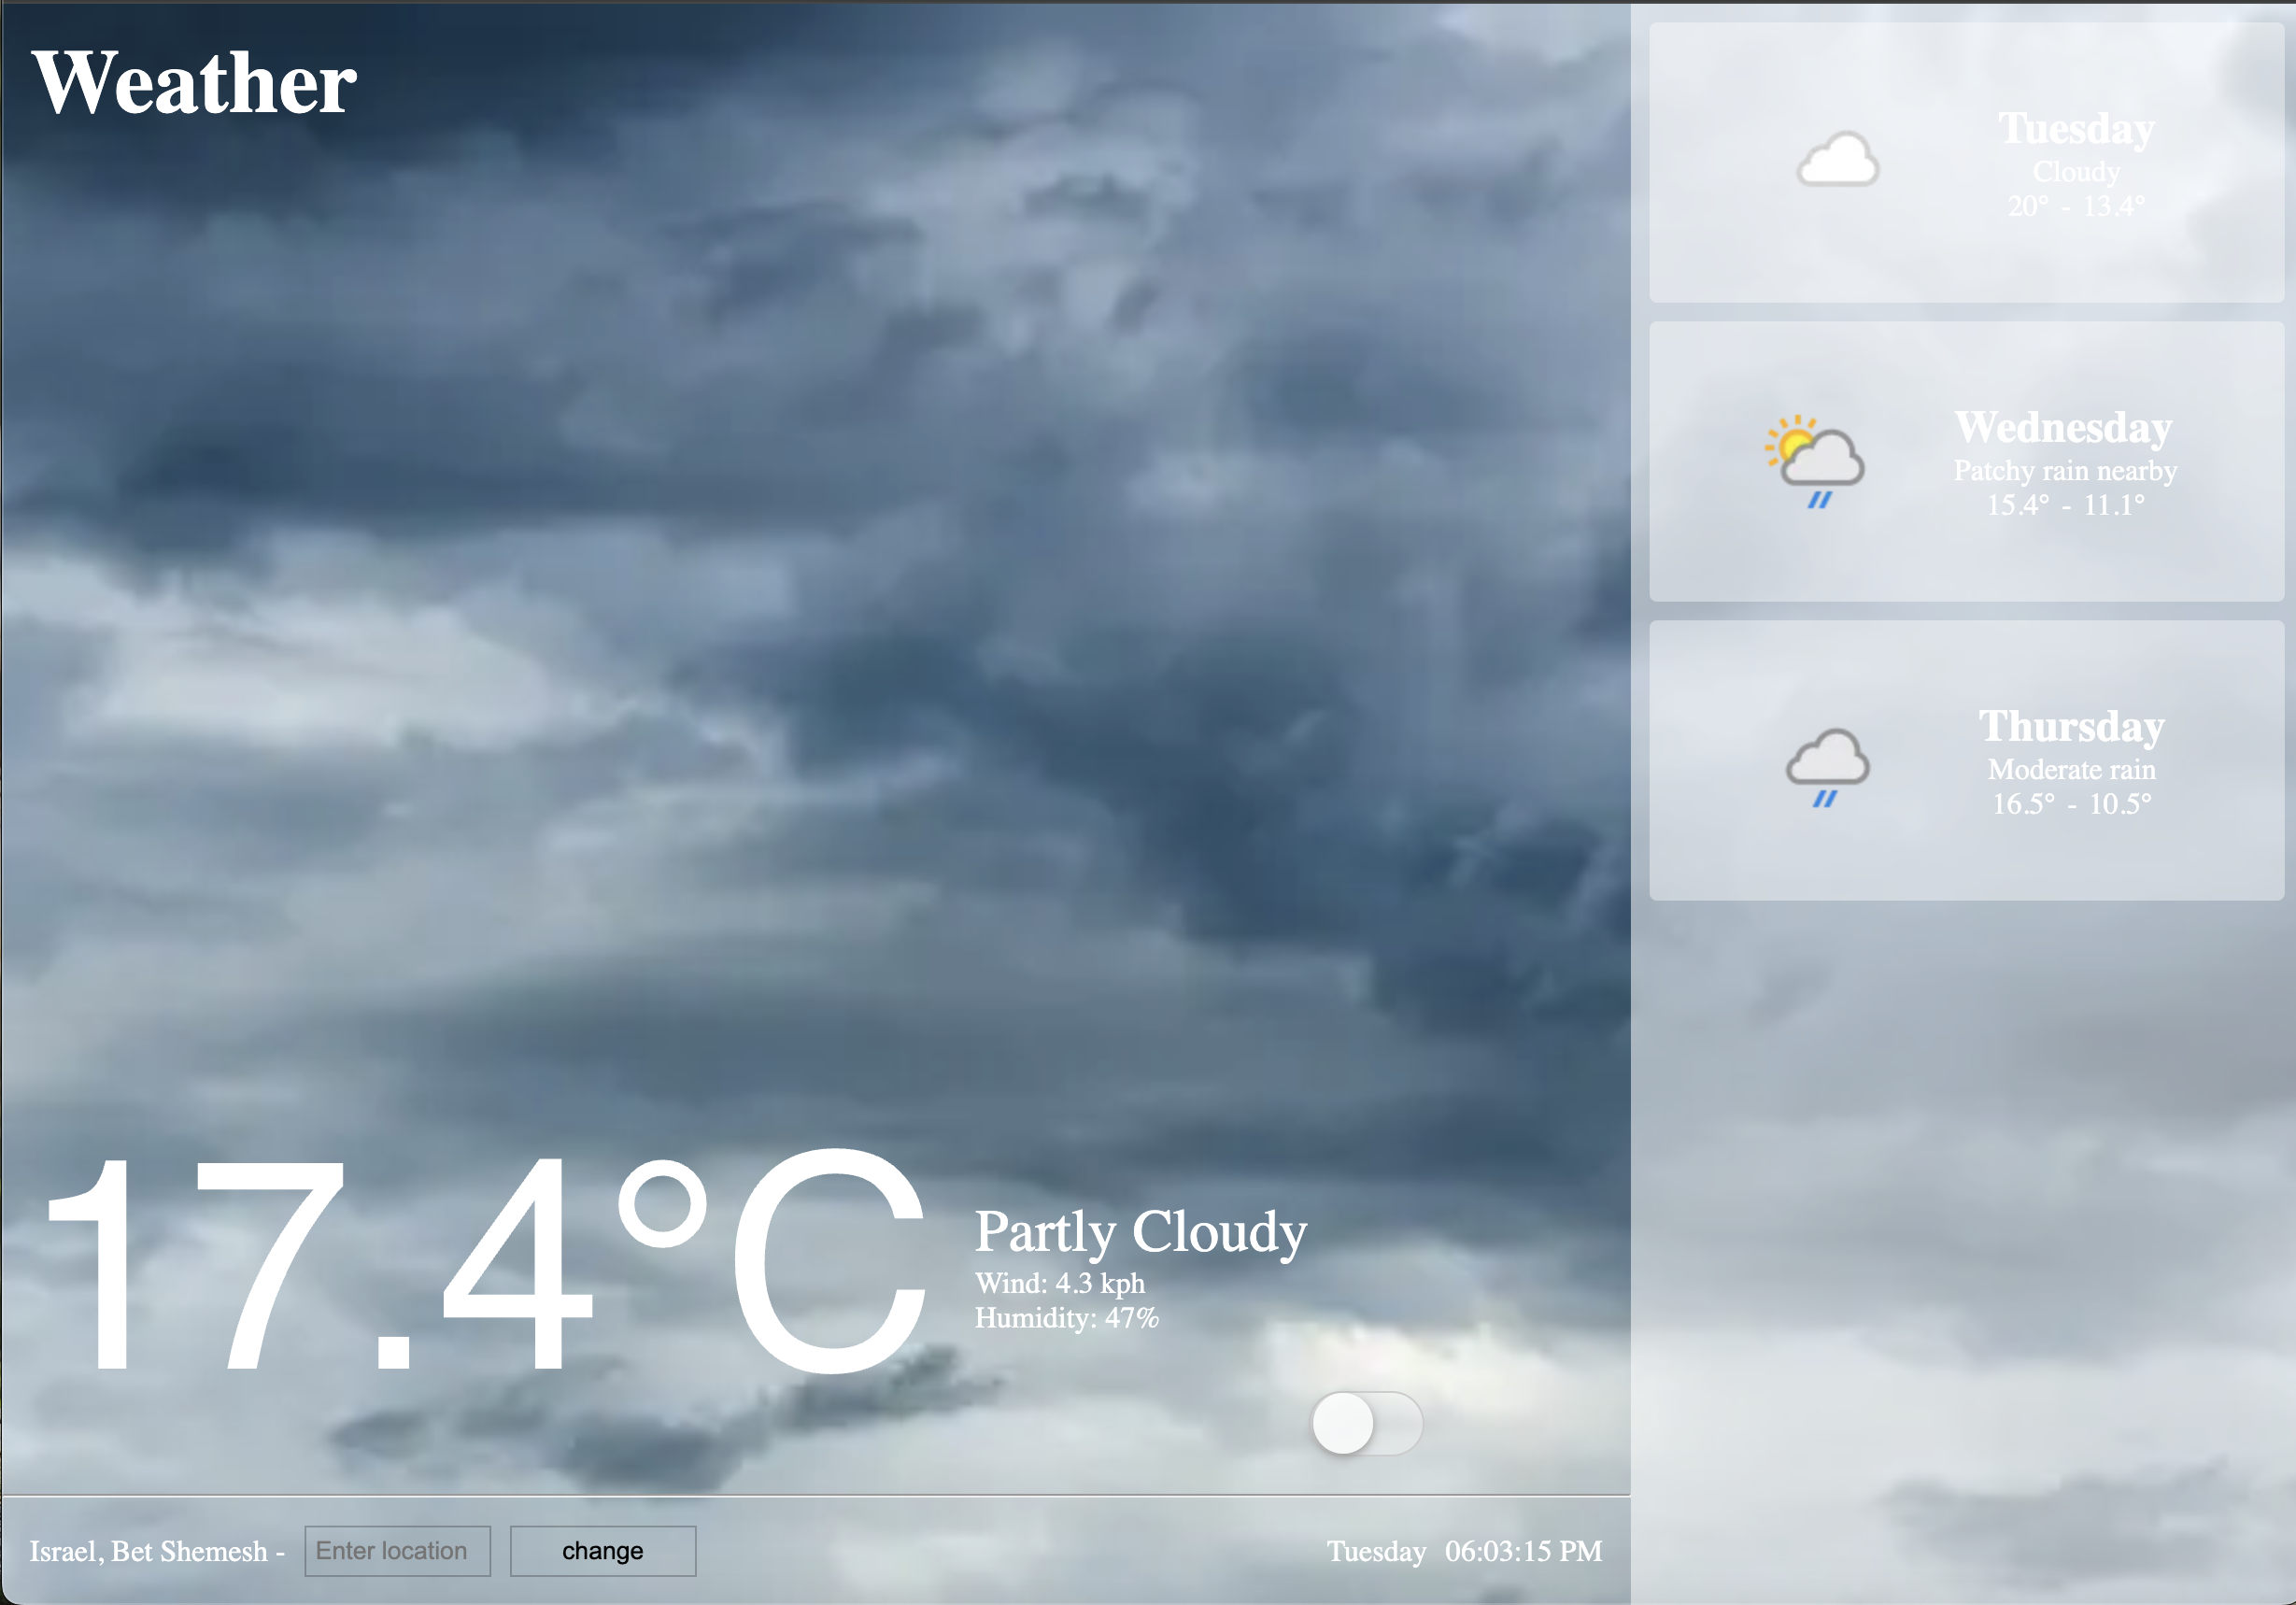 Weather
17.4°C
Partly Cloudy
Wind: 4.3 kph
Humidity: 47%
Israel, Bet Shemesh - Enter location change Tuesday 06:03:15 PM
Tuesday
Cloudy
20° - 13.4°
Wednesday
Patchy rain nearby
15.4° - 11.1°
Thursday
Moderate rain
16.5° - 10.5°